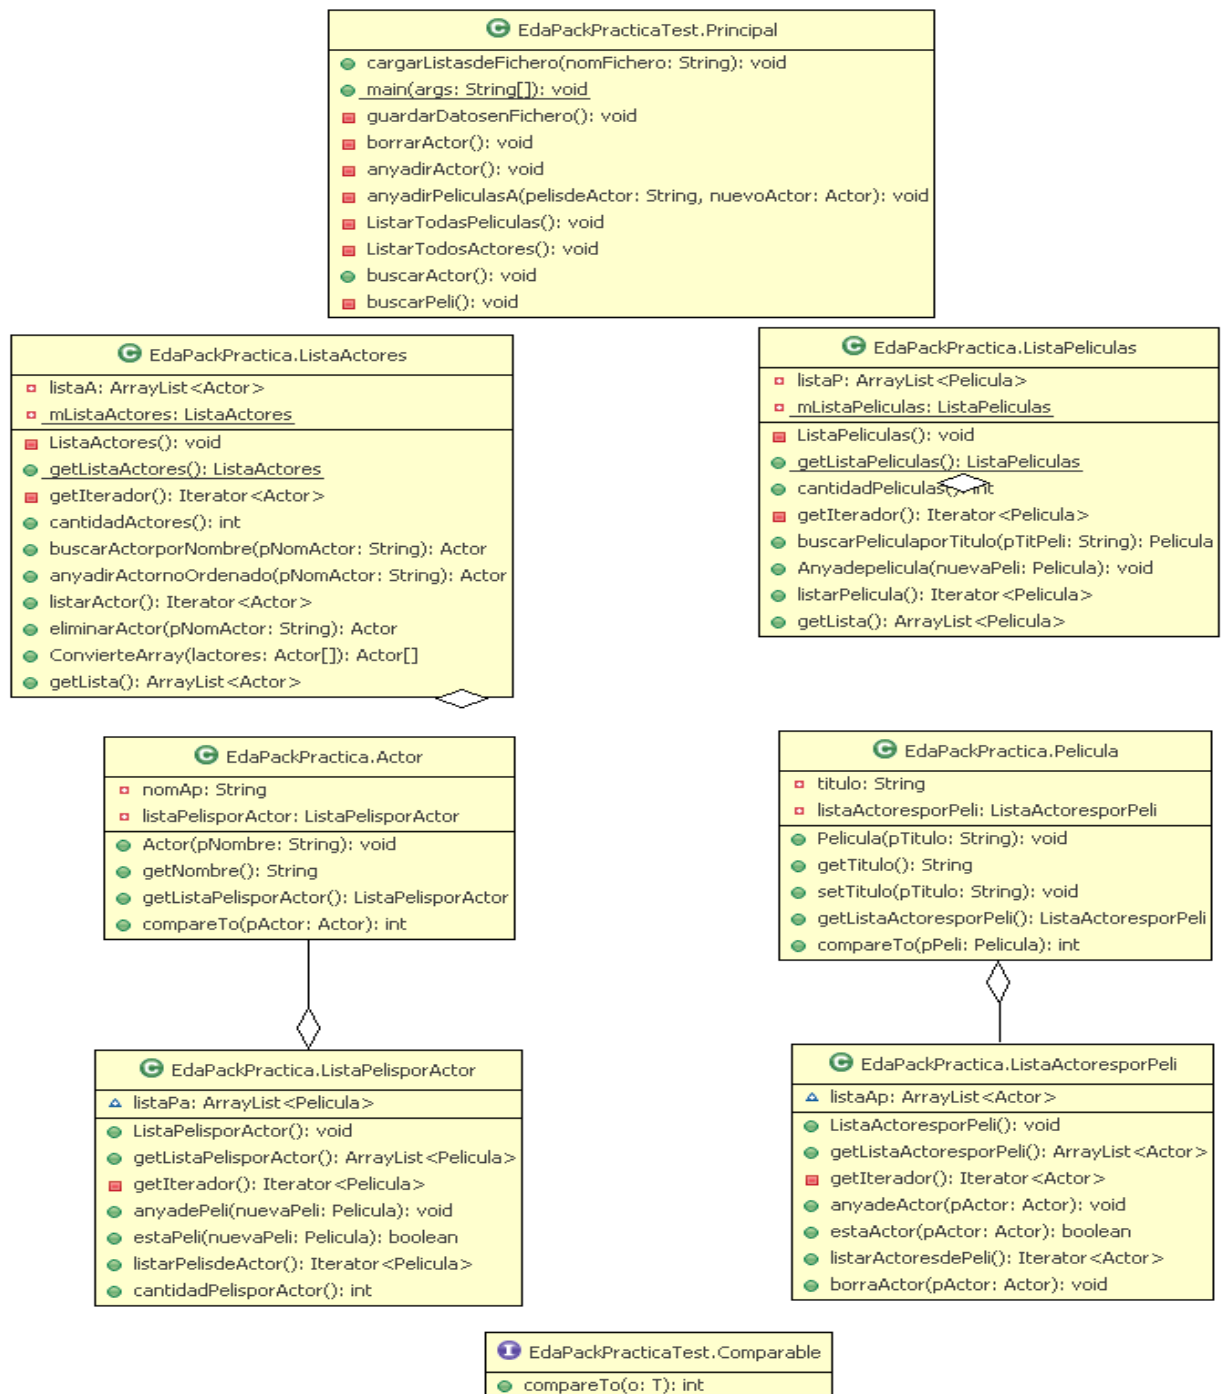 EdaPackPracticaTest.Principal
cargarListasdeFichero(nomFichero: String): void
main(args: String[]): void
guardarDatosenFichero(): void
borrarActor(): void
anyadirActor(): void
anyadirPeliculasA(pelisdeActor: String, nuevoActor: Actor): void
ListarTodasPeliculas(): void
ListarTodosActores(): void
buscarActor(): void
buscarPeli(): void
EdaPackPractica.ListaActores
listaA: ArrayList<Actor>
mListaActores: ListaActores
ListaActores(): void
getListaActores(): ListaActores
getIterador(): Iterator<Actor>
cantidadActores(): int
buscarActorporNombre(pNomActor: String): Actor
anyadirActornoOrdenado(pNomActor: String): Actor
listarActor(): Iterator<Actor>
eliminarActor(pNomActor: String): Actor
ConvierteArray(lactores: Actor[]): Actor[]
getLista(): ArrayList<Actor>
EdaPackPractica.ListaPeliculas
listaP: ArrayList<Pelicula>
mListaPeliculas: ListaPeliculas
ListaPeliculas(): void
getListaPeliculas(): ListaPeliculas
cantidadPeliculas(): int
getIterador(): Iterator<Pelicula>
buscarPeliculaporTitulo(pTitPeli: String): Pelicula
Anyadepelicula(nuevaPeli: Pelicula): void
listarPelicula(): Iterator<Pelicula>
getLista(): ArrayList<Pelicula>
EdaPackPractica.Actor
nomAp: String
listaPelisporActor: ListaPelisporActor
Actor(pNombre: String): void
getNombre(): String
getListaPelisporActor(): ListaPelisporActor
compareTo(pActor: Actor): int
EdaPackPractica.Pelicula
titulo: String
listaActoresporPeli: ListaActoresporPeli
Pelicula(pTitulo: String): void
getTitulo(): String
setTitulo(pTitulo: String): void
getListaActoresporPeli(): ListaActoresporPeli
compareTo(pPeli: Pelicula): int
EdaPackPractica.ListaPelisporActor
listaPa: ArrayList<Pelicula>
ListaPelisporActor(): void
getListaPelisporActor(): ArrayList<Pelicula>
getIterador(): Iterator<Pelicula>
anyadePeli(nuevaPeli: Pelicula): void
estaPeli(nuevaPeli: Pelicula): boolean
listarPelisdeActor(): Iterator<Pelicula>
cantidadPelisporActor(): int
EdaPackPractica.ListaActoresporPeli
listaAp: ArrayList<Actor>
ListaActoresporPeli(): void
getListaActoresporPeli(): ArrayList<Actor>
getIterador(): Iterator<Actor>
anyadeActor(pActor: Actor): void
estaActor(pActor: Actor): boolean
listarActoresdePeli(): Iterator<Actor>
borraActor(pActor: Actor): void
EdaPackPracticaTest.Comparable
compareTo(o: T): int